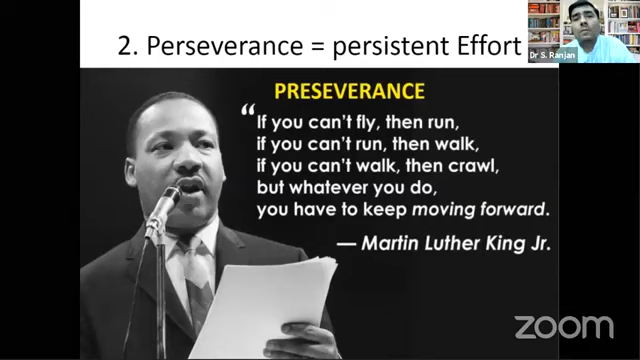 2. Perseverance = persistent Effort
Dr S. Ranjan
PRESEVERANCE
“If you can't fly, then run,
if you can't run, then walk,
if you can't walk, then crawl,
but whatever you do,
you have to keep moving forward.
— Martin Luther King Jr.
zoom